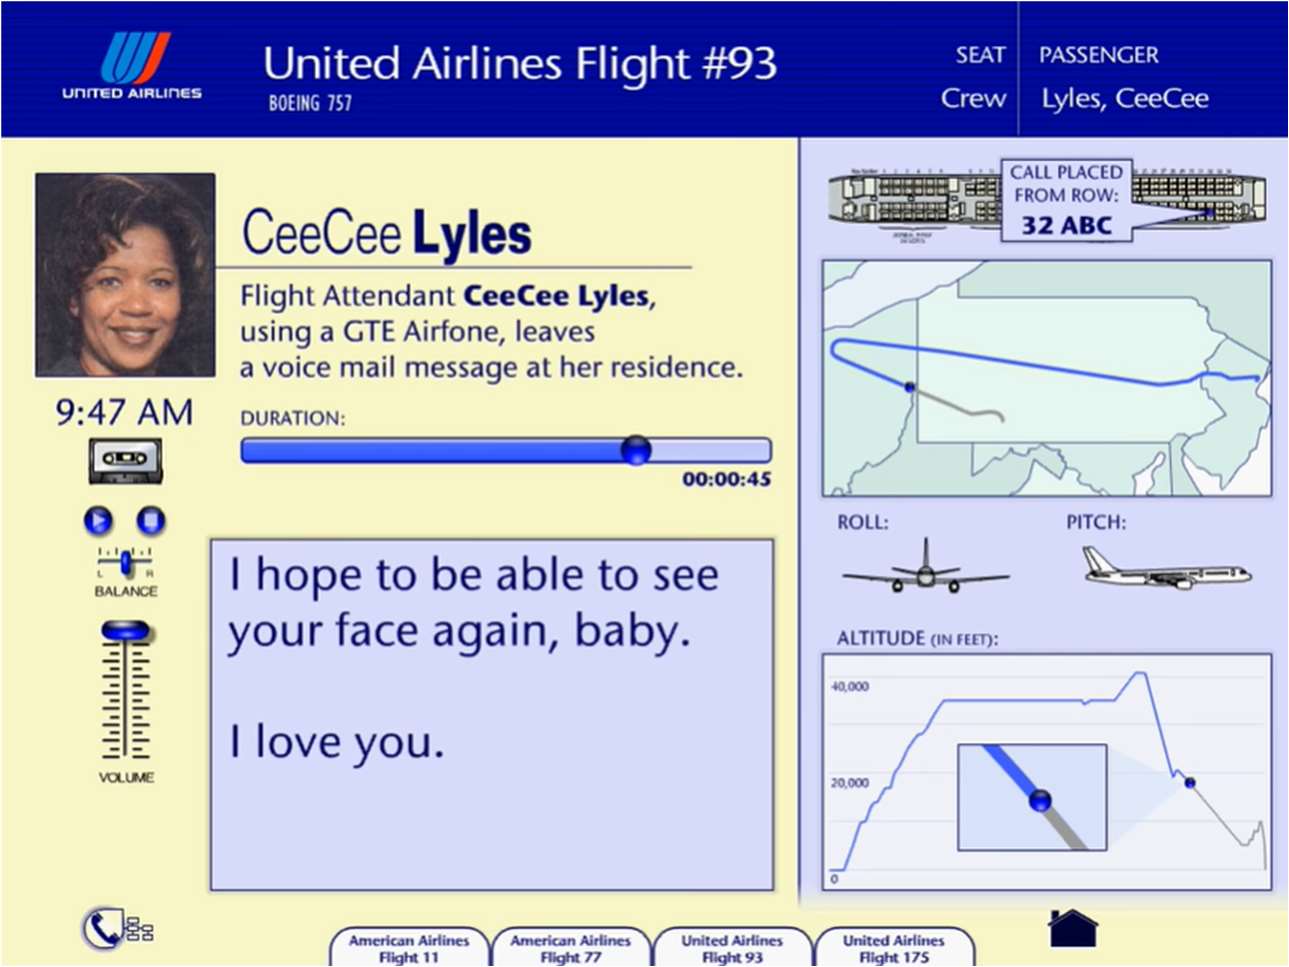 UNITED AIRLINES
United Airlines Flight #93
BOEING 757
SEAT
PASSENGER
Crew
Lyles, CeeCee
CeeCee Lyles
Flight Attendant CeeCee Lyles,
using a GTE Airfone, leaves
a voice mail message at her residence.
9:47 AM
DURATION:
00:00:45
L R
BALANCE
VOLUME
I hope to be able to see
your face again, baby.
I love you.
CALL PLACED
FROM ROW:
32 ABC
ROLL:
PITCH:
ALTITUDE (IN FEET):
40,000
20,000
0
American Airlines
Flight 11
American Airlines
Flight 77
United Airlines
Flight 93
United Airlines
Flight 175